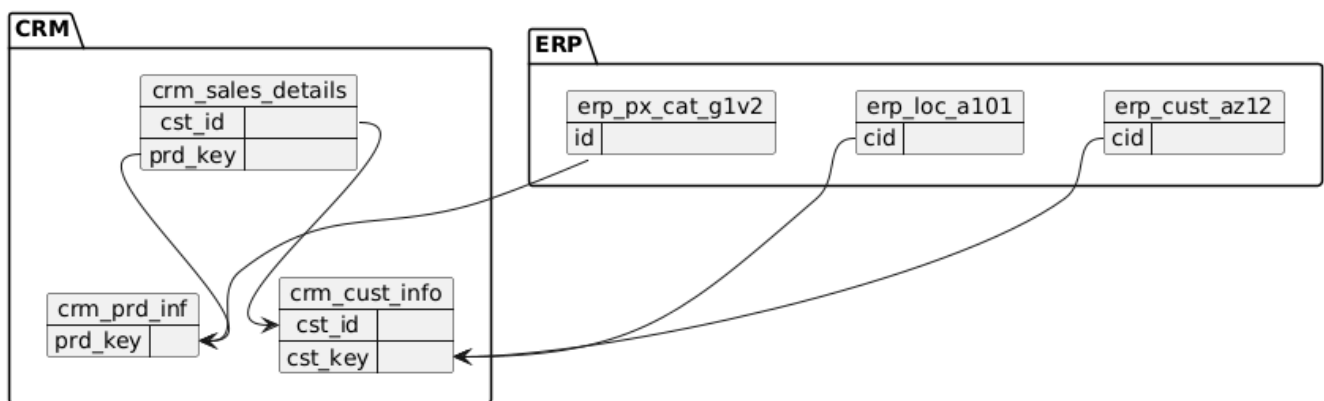 CRM
crm_sales_details
cst_id
prd_key
crm_prd_inf
prd_key
crm_cust_info
cst_id
cst_key
ERP
erp_px_cat_g1v2
id
erp_loc_a101
cid
erp_cust_az12
cid